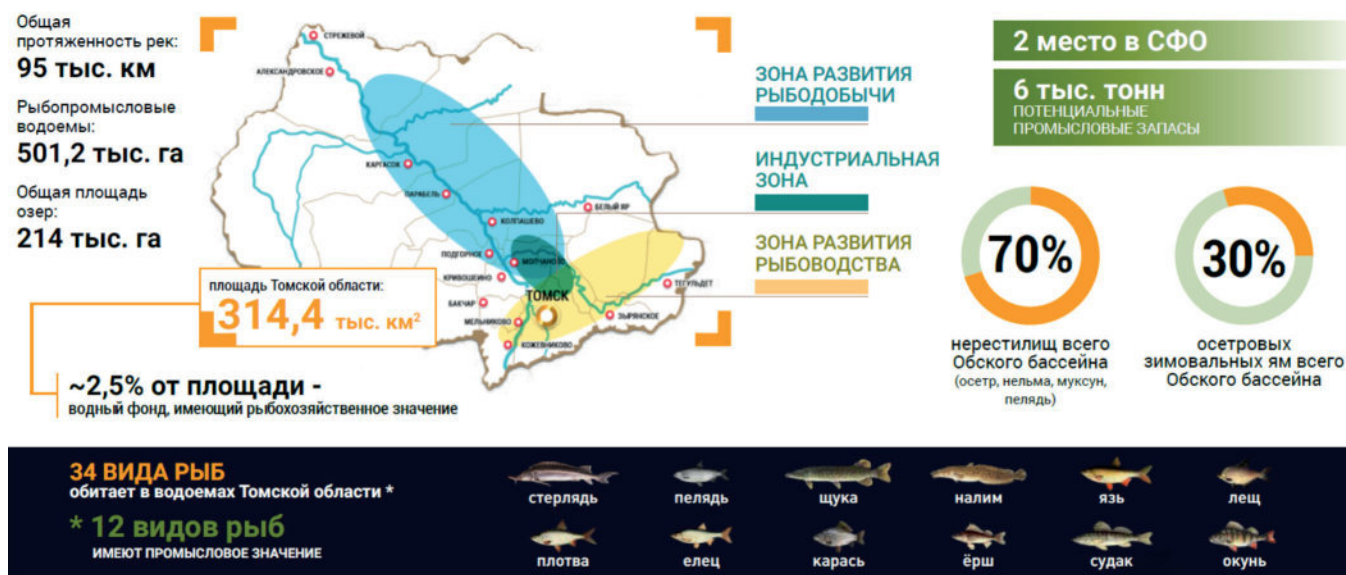 Общая
протяженность рек:
95 тыс. км
Рыбопромысловые
водоемы:
501,2 тыс. га
Общая площадь
озер:
214 тыс. га
площадь Томской области:
314,4 тыс. км²
~2,5% от площади -
водный фонд, имеющий рыбохозяйственное значение
СТРЕЖЕВОЙ
АЛЕКСАНДРОВСКОЕ
КАРГАСОК
ПАРАБЕЛЬ
КОЛПАШЕВО
БЕЛЫЙ ЯР
ПОДГОРНОЕ
МОЛЧАНОВО
КРИВОШЕИНО
ТОМСК
ТЕГУЛЬДЕТ
БАКЧАР
МЕЛЬНИКОВО
ЗЫРЯНСКОЕ
КОЖЕВНИКОВО
ЗОНА РАЗВИТИЯ
РЫБОДОБЫЧИ
ИНДУСТРИАЛЬНАЯ
ЗОНА
ЗОНА РАЗВИТИЯ
РЫБОВОДСТВА
2 место в СФО
6 тыс. тонн
ПОТЕНЦИАЛЬНЫЕ
ПРОМЫСЛОВЫЕ ЗАПАСЫ
70%
нерестилищ всего
Обского бассейна
(осетр, нельма, муксун,
пелядь)
30%
осетровых
зимовальных ям всего
Обского бассейна
34 ВИДА РЫБ
обитает в водоемах Томской области *
* 12 видов рыб
ИМЕЮТ ПРОМЫСЛОВОЕ ЗНАЧЕНИЕ
стерлядь
пелядь
щука
налим
язь
лещ
плотва
елец
карась
ёрш
судак
окунь